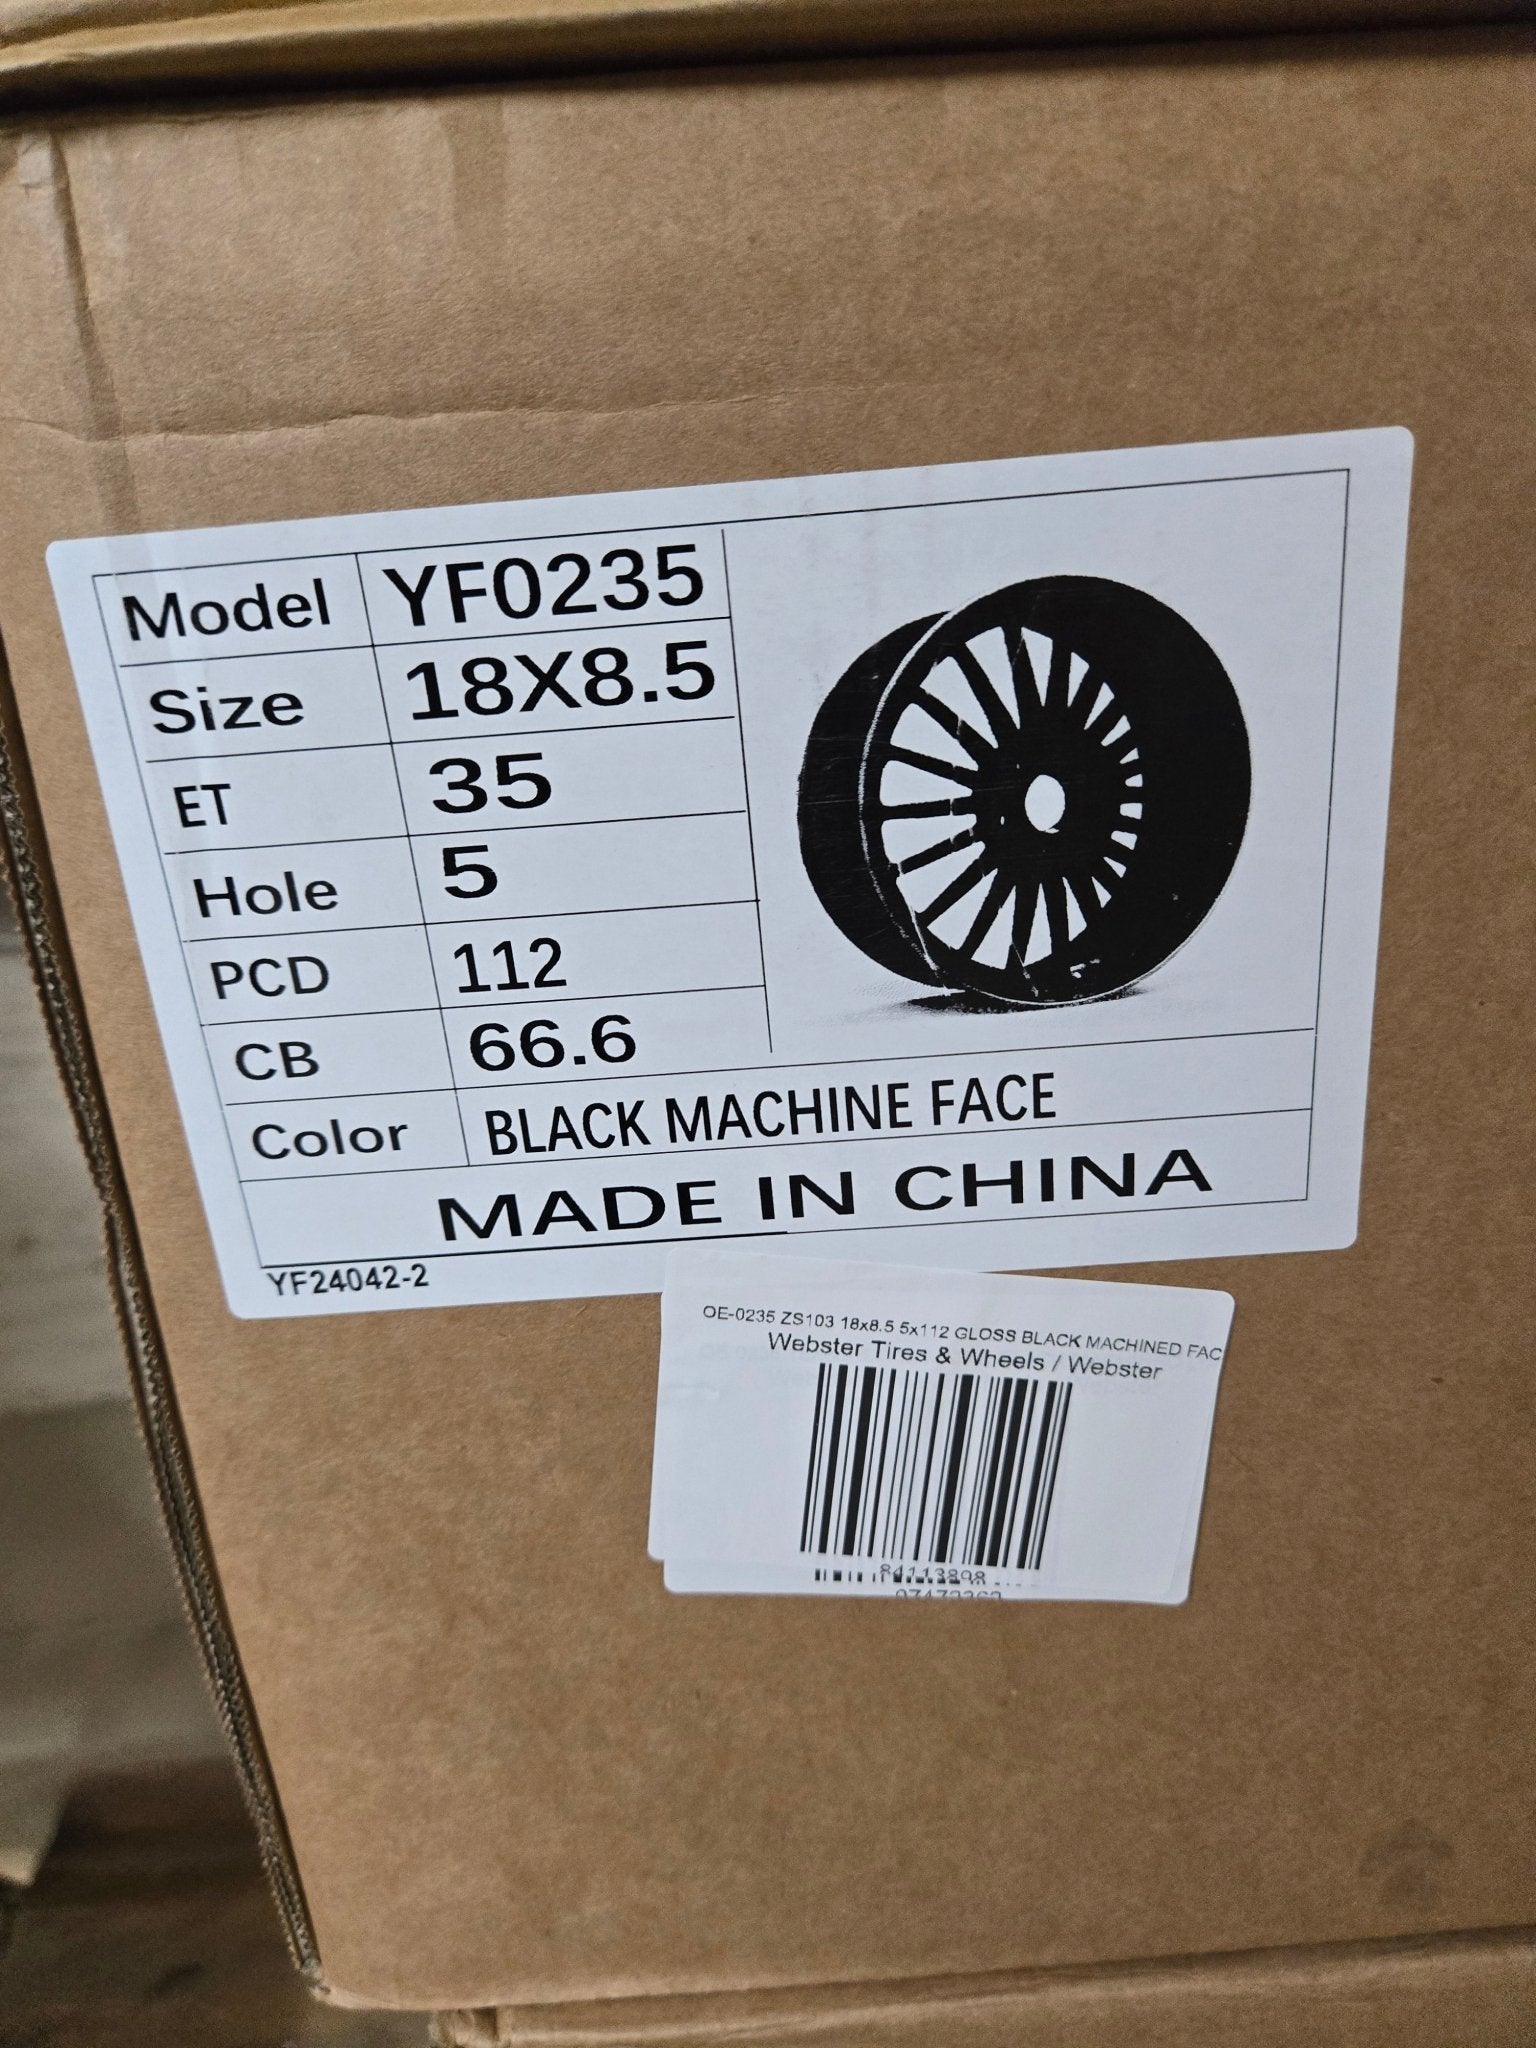 Model YF0235
Size 18X8.5
ET 35
Hole 5
PCD 112
CB 66.6
Color BLACK MACHINE FACE
MADE IN CHINA
YF24042-2
OE-0235 ZS103 18x8.5 5x112 GLOSS BLACK MACHINED FAC
Webster Tires & Wheels / Webster
84113898